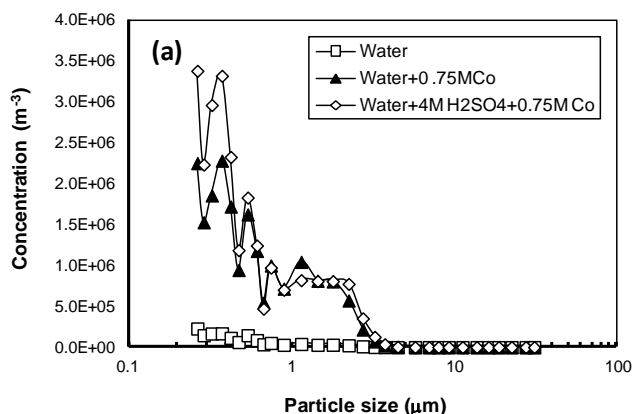 (a)
Water
Water+0.75MCo
Water+4M H2SO4+0.75M Co
Concentration (m-3)
4.0E+06
3.5E+06
3.0E+06
2.5E+06
2.0E+06
1.5E+06
1.0E+06
5.0E+05
0.0E+00
0.1
1
10
100
Particle size (μm)